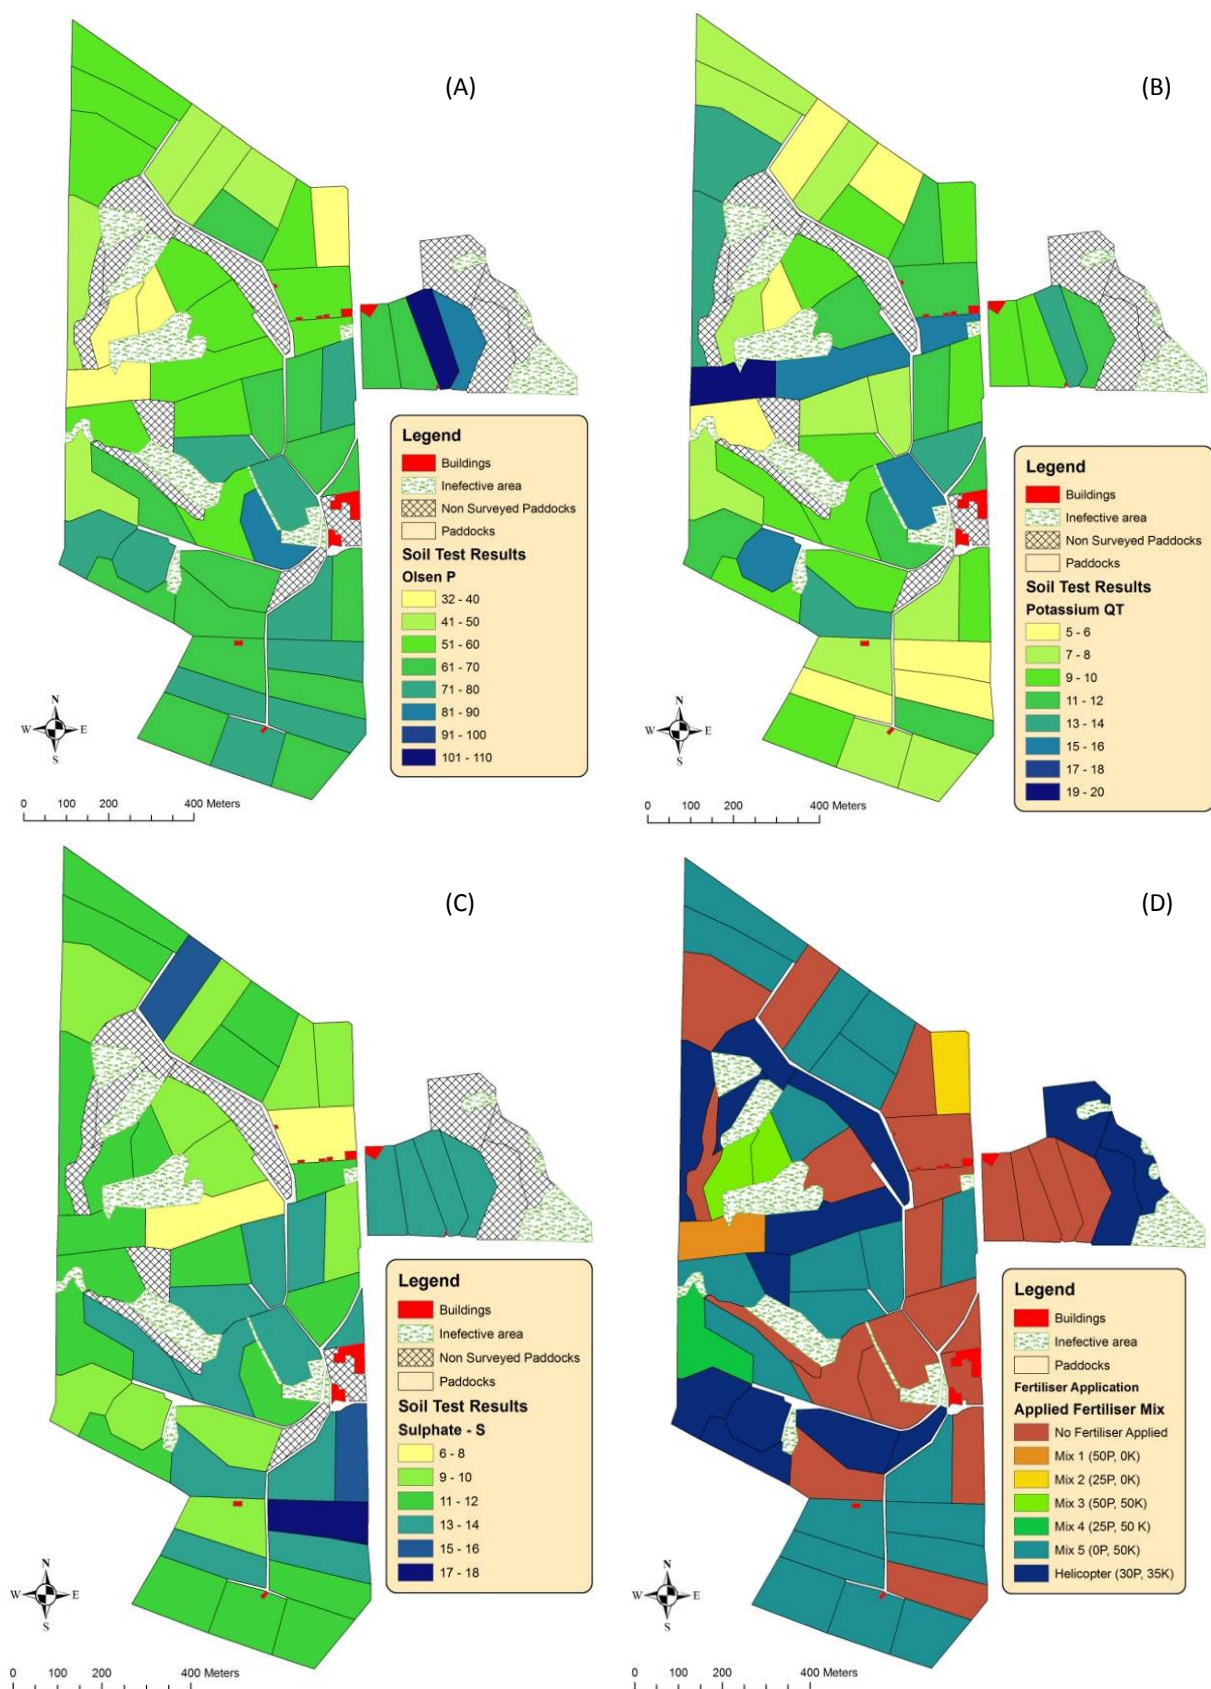 (A)
N
W E
S
0 100 200 400 Meters
Legend
Buildings
Inefective area
Non Surveyed Paddocks
Paddocks
Soil Test Results
Olsen P
32 - 40
41 - 50
51 - 60
61 - 70
71 - 80
81 - 90
91 - 100
101 - 110
(B)
N
W E
S
0 100 200 400 Meters
Legend
Buildings
Inefective area
Non Surveyed Paddocks
Paddocks
Soil Test Results
Potassium QT
5 - 6
7 - 8
9 - 10
11 - 12
13 - 14
15 - 16
17 - 18
19 - 20
(C)
N
W E
S
0 100 200 400 Meters
Legend
Buildings
Inefective area
Non Surveyed Paddocks
Paddocks
Soil Test Results
Sulphate - S
6 - 8
9 - 10
11 - 12
13 - 14
15 - 16
17 - 18
(D)
N
W E
S
0 100 200 400 Meters
Legend
Buildings
Inefective area
Paddocks
Fertiliser Application
Applied Fertiliser Mix
No Fertiliser Applied
Mix 1 (50P, 0K)
Mix 2 (25P, 0K)
Mix 3 (50P, 50K)
Mix 4 (25P, 50 K)
Mix 5 (0P, 50K)
Helicopter (30P, 35K)